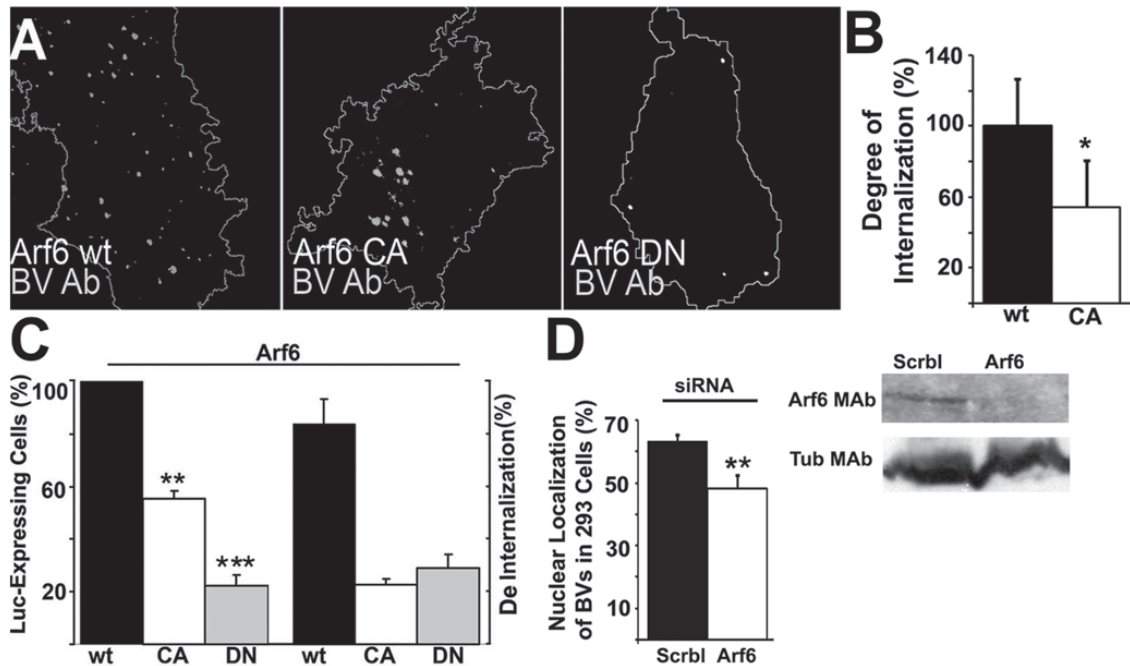 A
Arf6 wt
BV Ab
Arf6 CA
BV Ab
Arf6 DN
BV Ab
B
Degree of
Internalization (%)
140
100
60
20
wt
CA
*
C
Arf6
Luc-Expressing Cells (%)
100
60
20
**
***
wt
CA
DN
wt
CA
DN
De Internalization(%)
D
siRNA
Nuclear Localization
of BVs in 293 Cells (%)
70
50
30
10
**
Scrbl
Arf6
Scrbl
Arf6
Arf6 MAb
Tub MAb